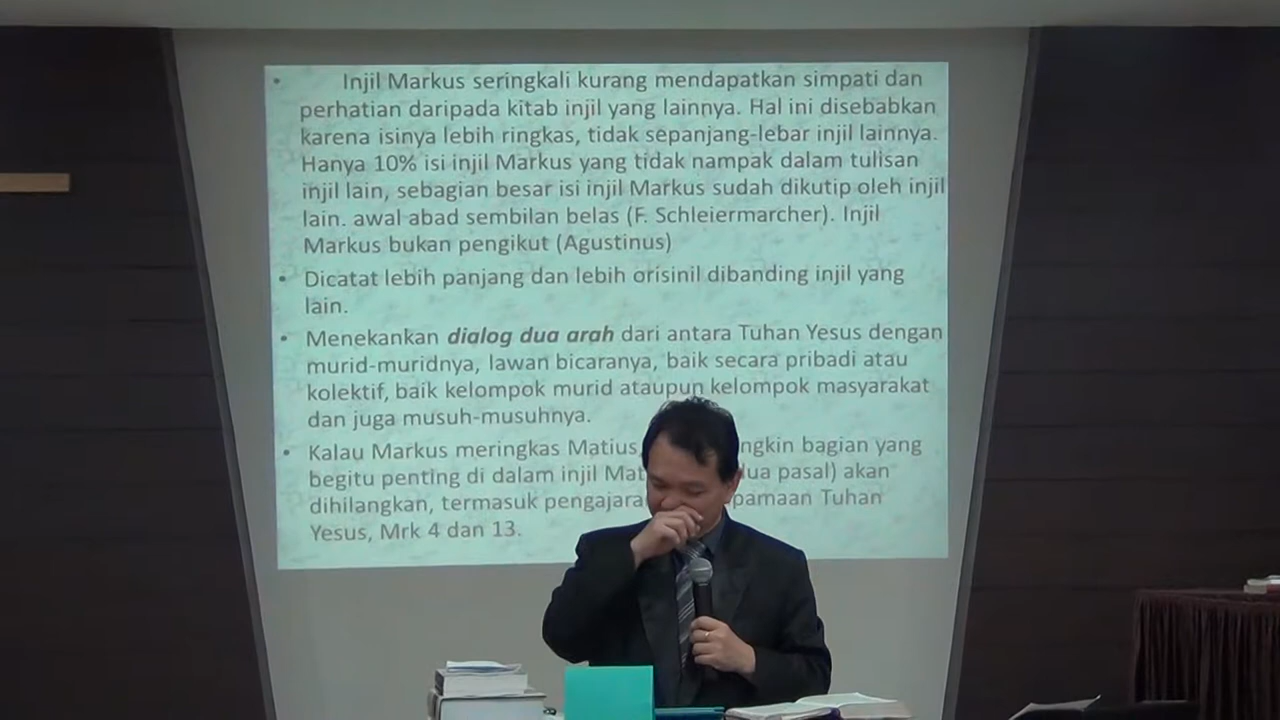 • Injil Markus seringkali kurang mendapatkan simpati dan
perhatian daripada kitab injil yang lainnya. Hal ini disebabkan
karena isinya lebih ringkas, tidak sepanjang-lebar injil lainnya.
Hanya 10% isi injil Markus yang tidak nampak dalam tulisan
injil lain, sebagian besar isi injil Markus sudah dikutip oleh injil
lain. awal abad sembilan belas (F. Schleiermarcher). Injil
Markus bukan pengikut (Agustinus)
• Dicatat lebih panjang dan lebih orisinil dibanding injil yang
lain.
• Menekankan dialog dua arah dari antara Tuhan Yesus dengan
murid-muridnya, lawan bicaranya, baik secara pribadi atau
kolektif, baik kelompok murid ataupun kelompok masyarakat
dan juga musuh-musuhnya.
• Kalau Markus meringkas Matius bagian yang
begitu penting di dalam injil pasal) akan
dihilangkan, termasuk Tuhan
Yesus, Mrk 4 dan 13.